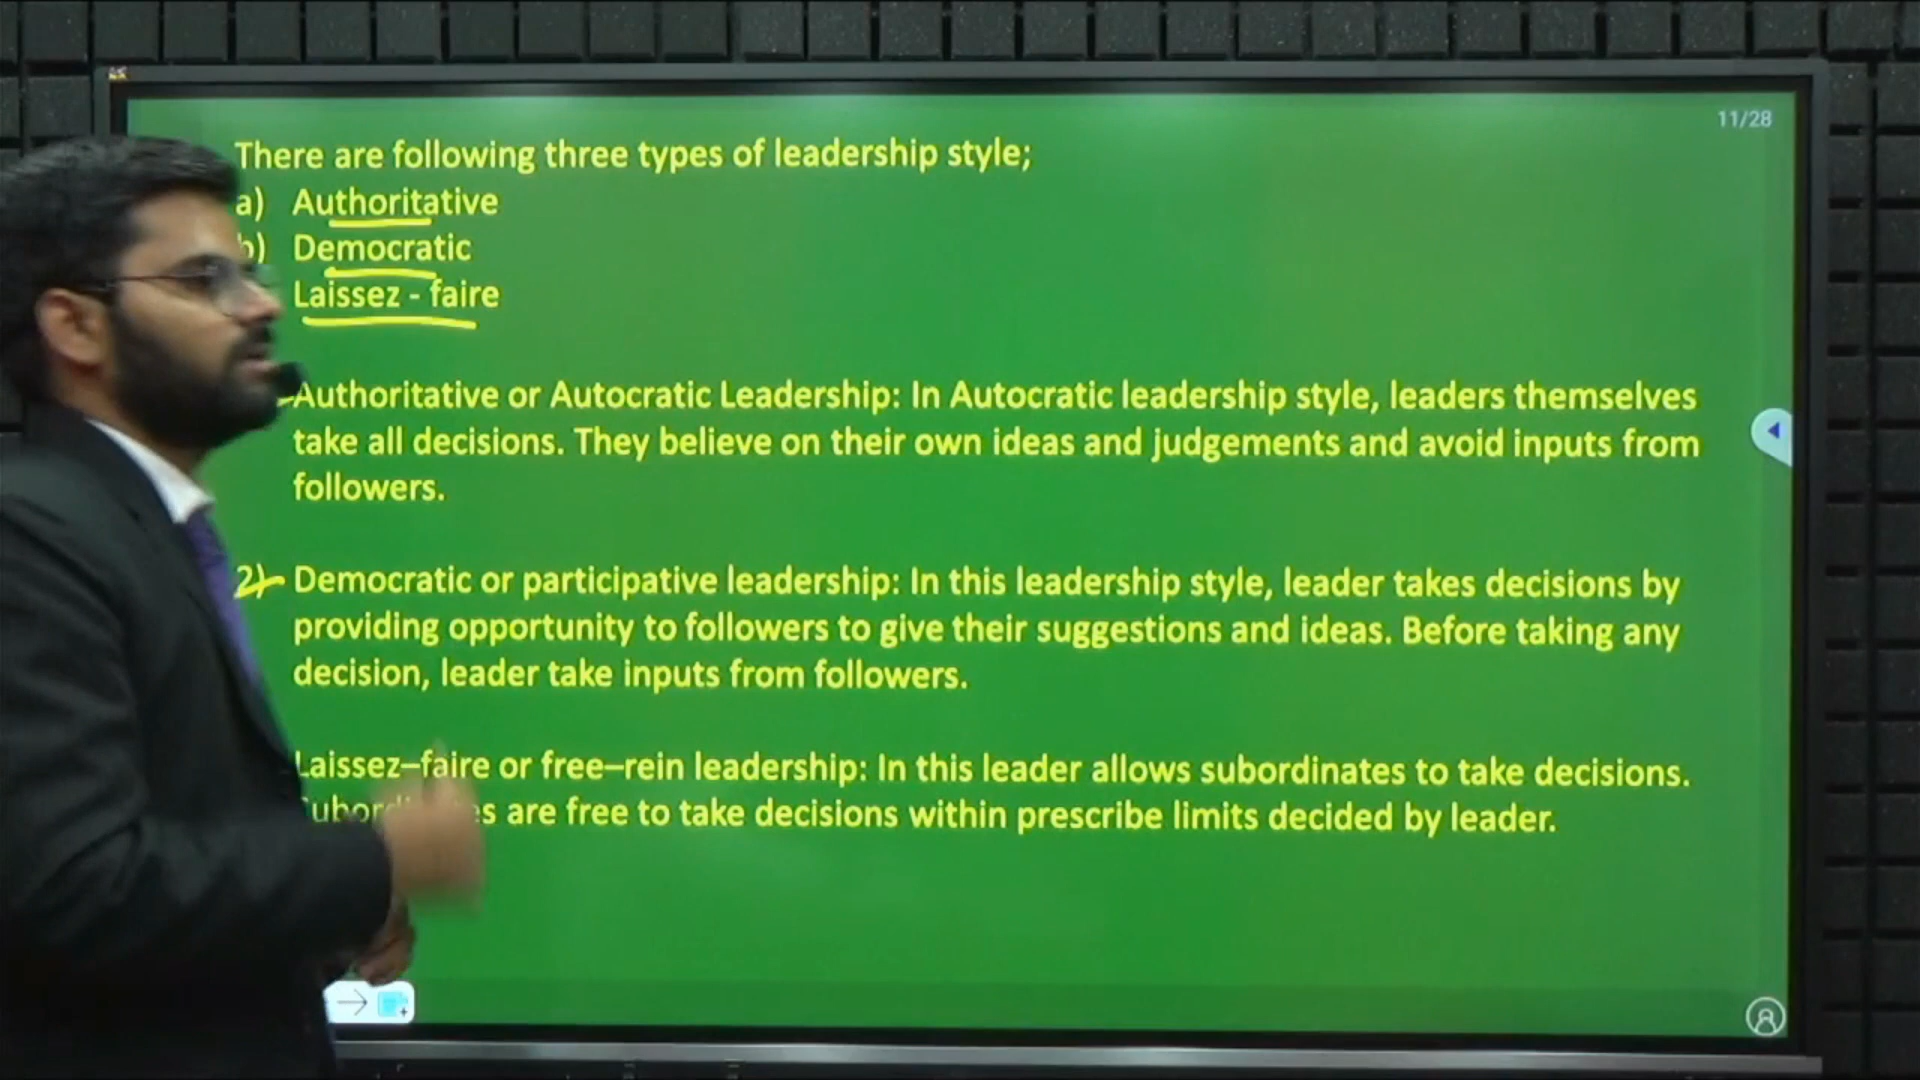 11/28
There are following three types of leadership style;
a) Authoritative
b) Democratic
Laissez - faire
Authoritative or Autocratic Leadership: In Autocratic leadership style, leaders themselves
take all decisions. They believe on their own ideas and judgements and avoid inputs from
followers.
2) Democratic or participative leadership: In this leadership style, leader takes decisions by
providing opportunity to followers to give their suggestions and ideas. Before taking any
decision, leader take inputs from followers.
Laissez–faire or free–rein leadership: In this leader allows subordinates to take decisions.
are free to take decisions within prescribe limits decided by leader.